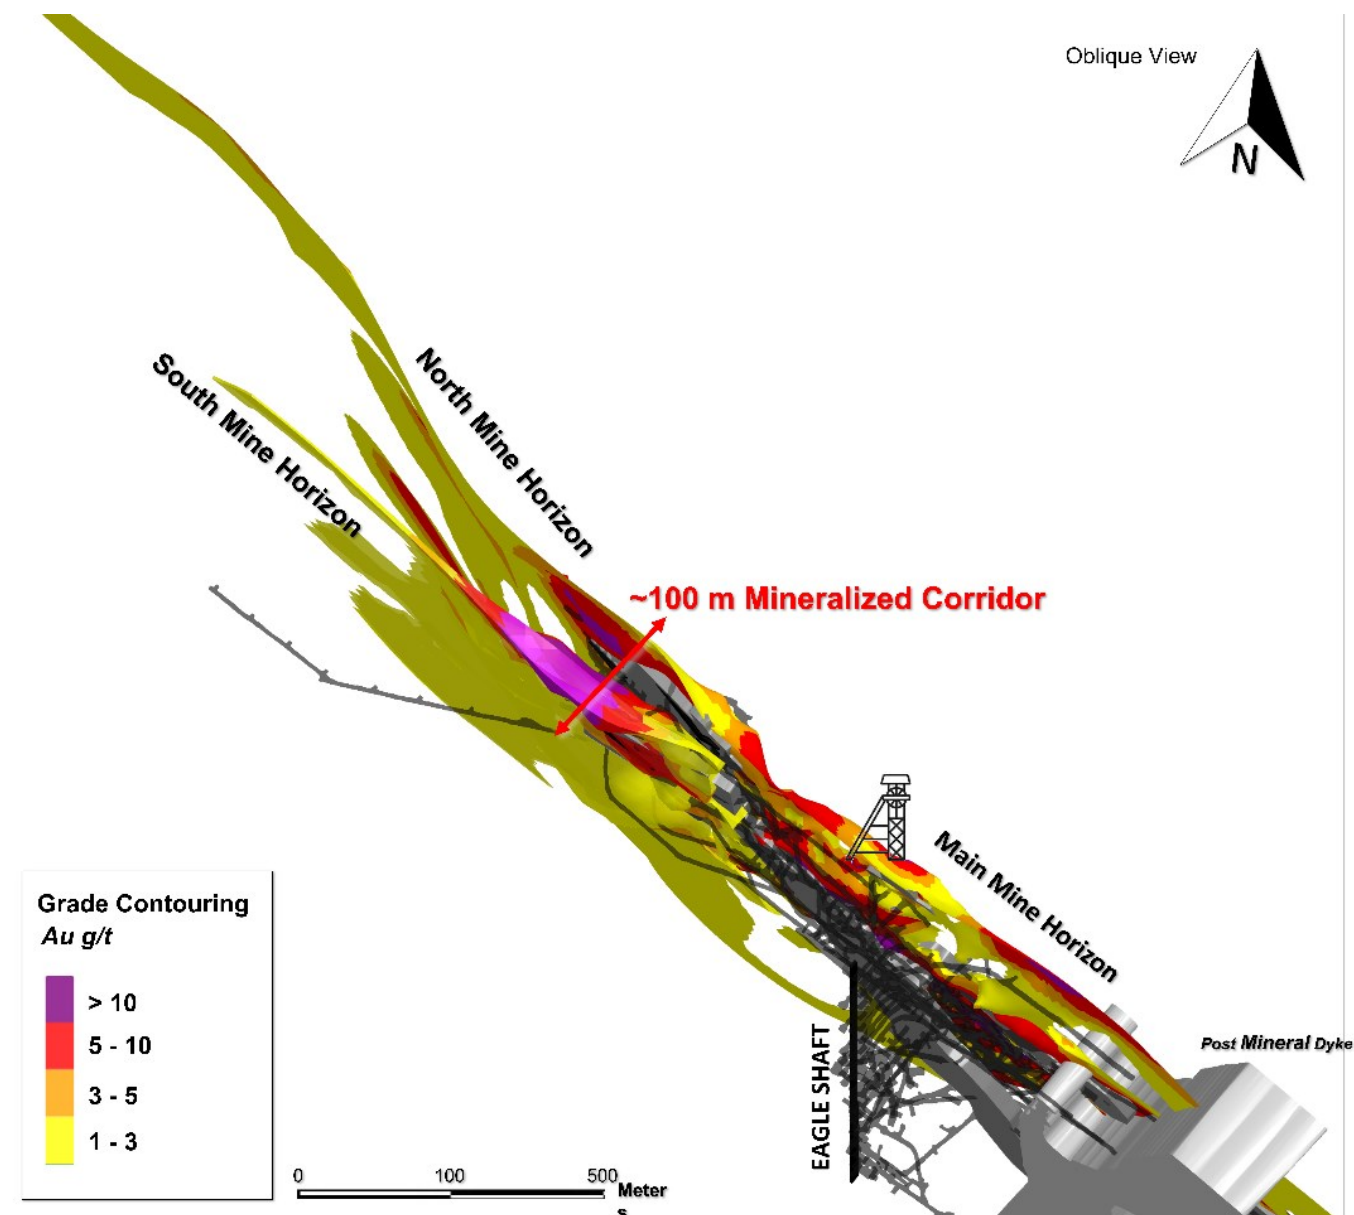 Oblique View
N
North Mine Horizon
South Mine Horizon
~100 m Mineralized Corridor
Main Mine Horizon
Grade Contouring
Au g/t
> 10
5 - 10
3 - 5
1 - 3
EAGLE SHAFT
Post Mineral Dyke
0 100 500
Meter
s